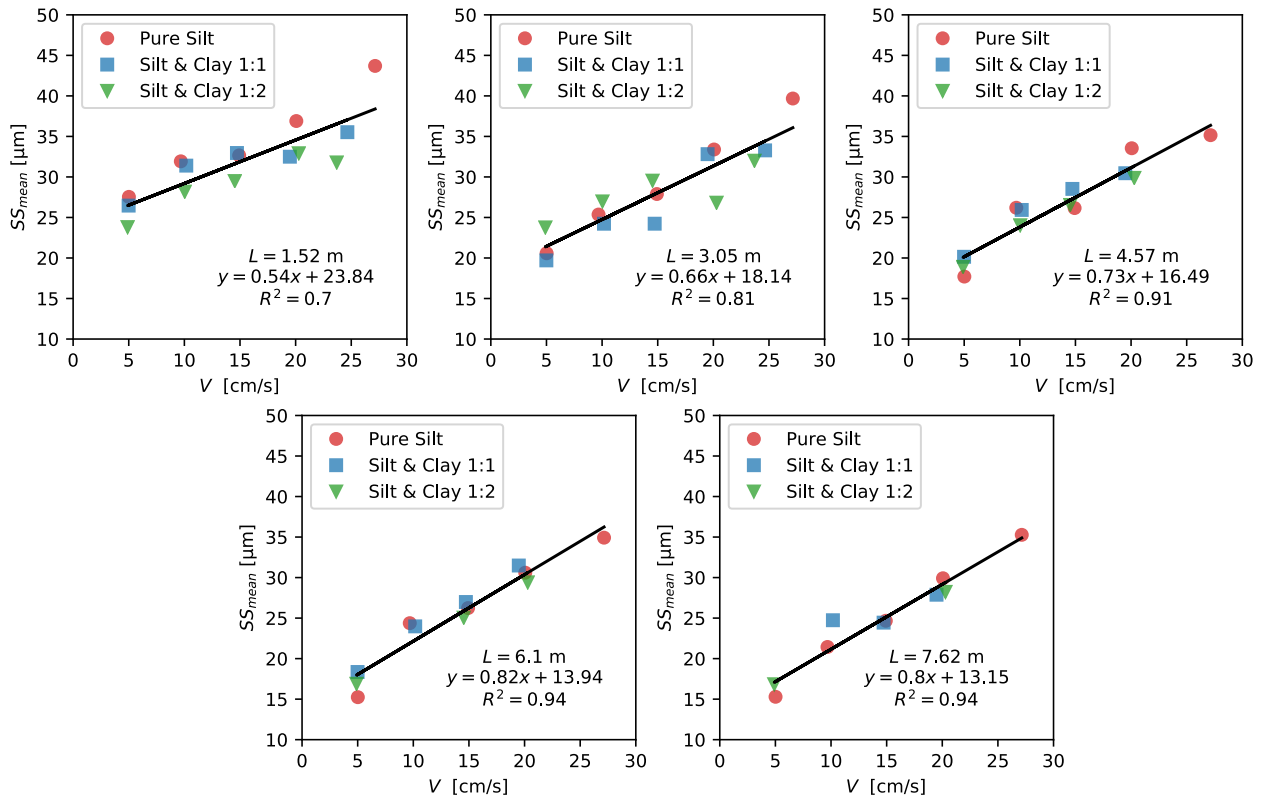 50
45
40
35
30
25
20
15
10
SS_mean [µm]
Pure Silt
Silt & Clay 1:1
Silt & Clay 1:2
L = 1.52 m
y = 0.54x + 23.84
R² = 0.7
0 5 10 15 20 25 30
V [cm/s]
50
45
40
35
30
25
20
15
10
SS_mean [µm]
Pure Silt
Silt & Clay 1:1
Silt & Clay 1:2
L = 3.05 m
y = 0.66x + 18.14
R² = 0.81
0 5 10 15 20 25 30
V [cm/s]
50
45
40
35
30
25
20
15
10
SS_mean [µm]
Pure Silt
Silt & Clay 1:1
Silt & Clay 1:2
L = 4.57 m
y = 0.73x + 16.49
R² = 0.91
0 5 10 15 20 25 30
V [cm/s]
50
45
40
35
30
25
20
15
10
SS_mean [µm]
Pure Silt
Silt & Clay 1:1
Silt & Clay 1:2
L = 6.1 m
y = 0.82x + 13.94
R² = 0.94
0 5 10 15 20 25 30
V [cm/s]
50
45
40
35
30
25
20
15
10
SS_mean [µm]
Pure Silt
Silt & Clay 1:1
Silt & Clay 1:2
L = 7.62 m
y = 0.8x + 13.15
R² = 0.94
0 5 10 15 20 25 30
V [cm/s]